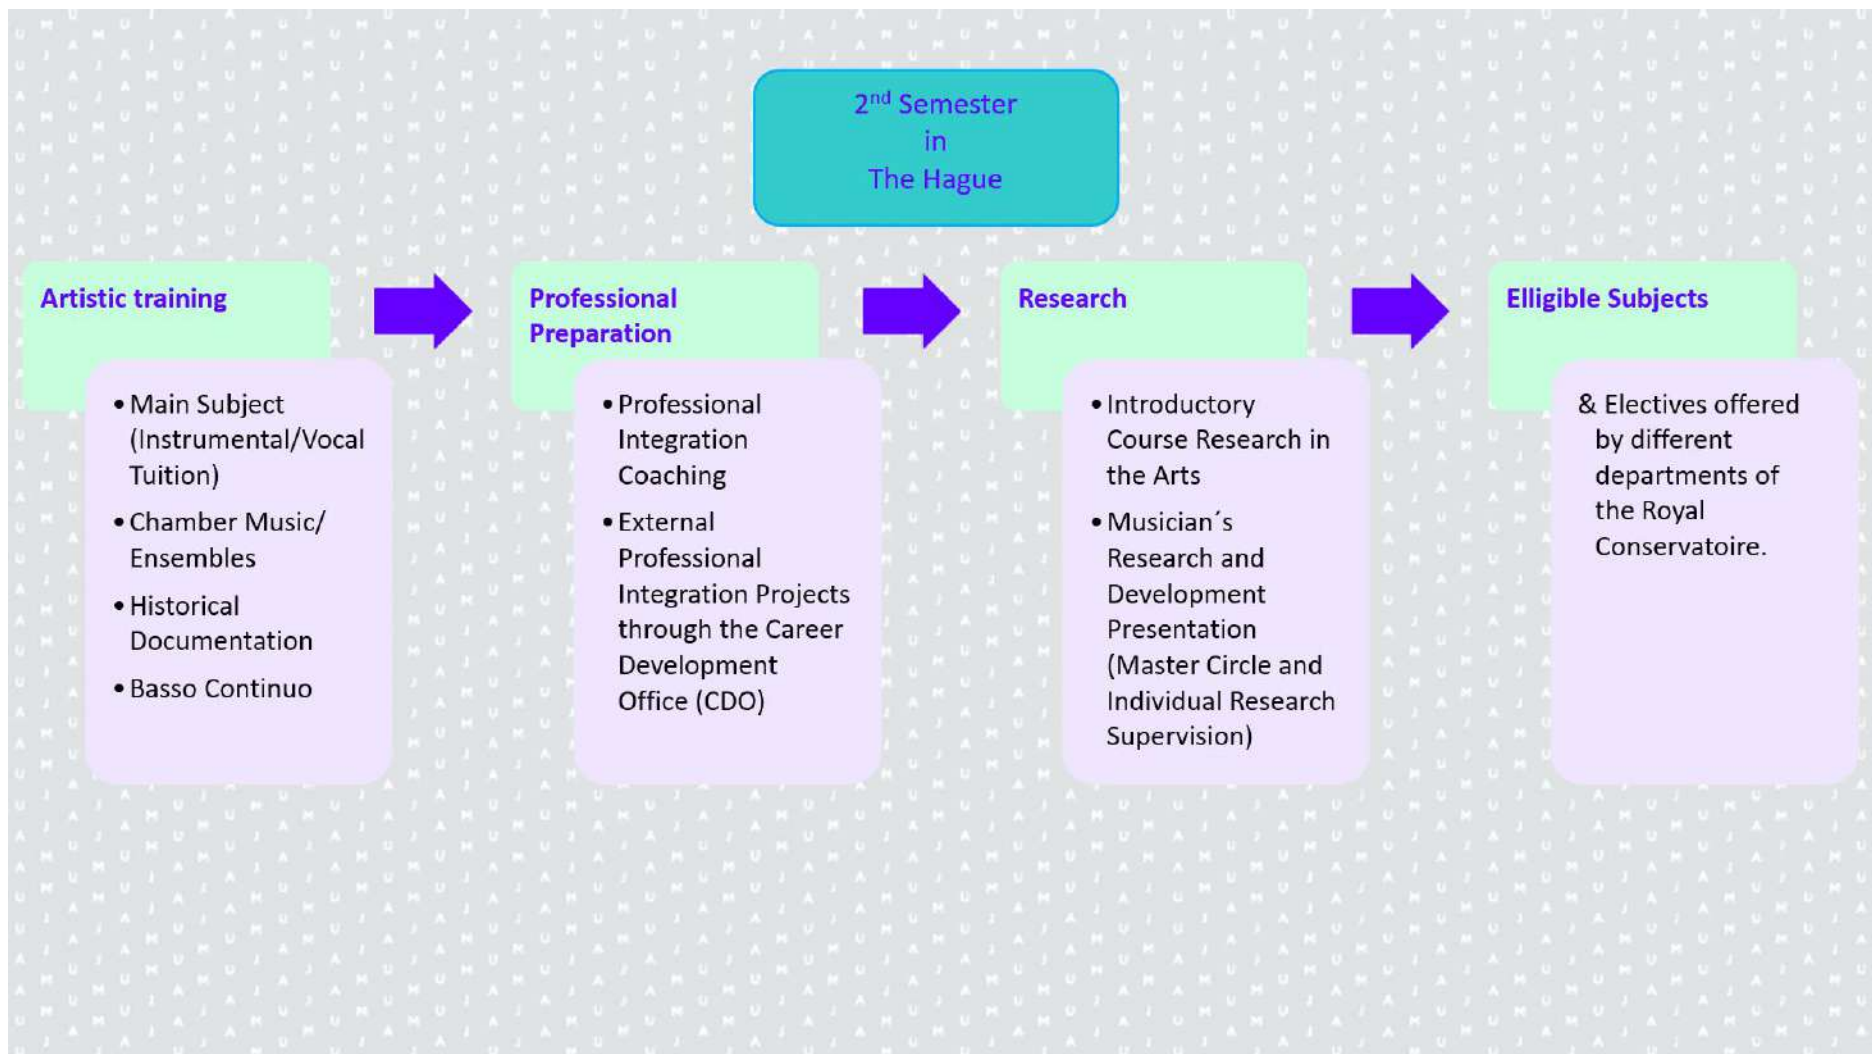 2nd Semester
in
The Hague
Artistic training
• Main Subject
(Instrumental/Vocal
Tuition)
• Chamber Music/
Ensembles
• Historical
Documentation
• Basso Continuo
Professional
Preparation
• Professional
Integration
Coaching
• External
Professional
Integration Projects
through the Career
Development
Office (CDO)
Research
• Introductory
Course Research in
the Arts
• Musician´s
Research and
Development
Presentation
(Master Circle and
Individual Research
Supervision)
Elligible Subjects
& Electives offered
by different
departments of
the Royal
Conservatoire.